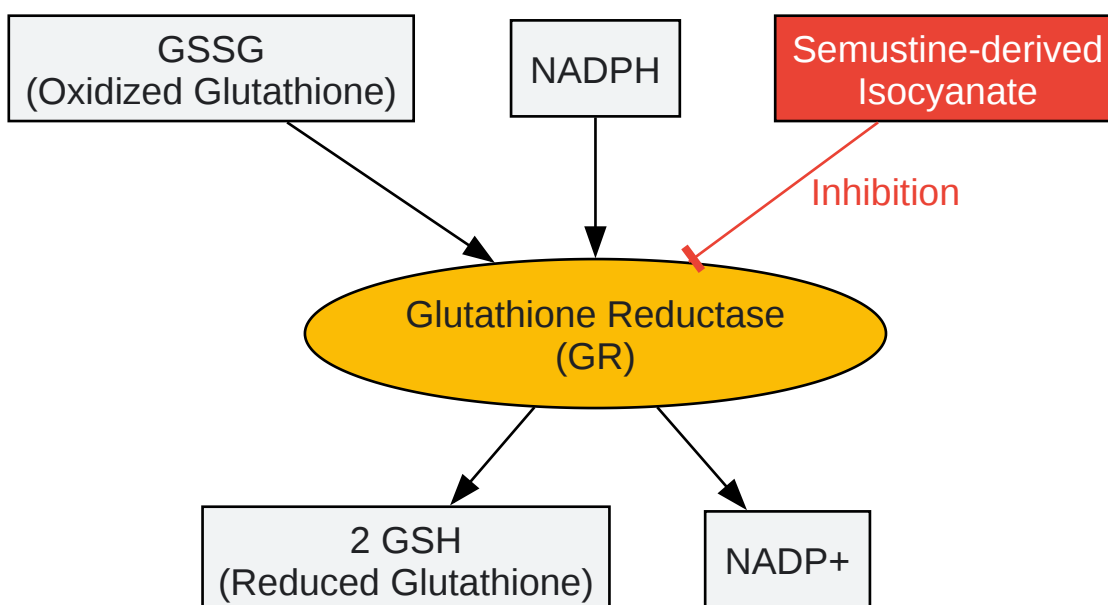 GSSG
(Oxidized Glutathione)
NADPH
Semustine-derived
Isocyanate
Inhibition
Glutathione Reductase
(GR)
2 GSH
(Reduced Glutathione)
NADP+